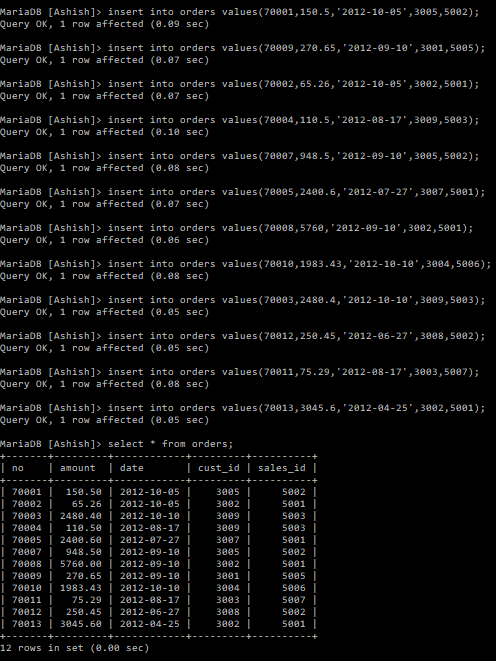 MariaDB [Ashish]> insert into orders values(70001,150.5,'2012-10-05',3005,5002);
Query OK, 1 row affected (0.09 sec)
MariaDB [Ashish]> insert into orders values(70009,270.65,'2012-09-10',3001,5005);
Query OK, 1 row affected (0.07 sec)
MariaDB [Ashish]> insert into orders values(70002,65.26,'2012-10-05',3002,5001);
Query OK, 1 row affected (0.07 sec)
MariaDB [Ashish]> insert into orders values(70004,110.5,'2012-08-17',3009,5003);
Query OK, 1 row affected (0.10 sec)
MariaDB [Ashish]> insert into orders values(70007,948.5,'2012-09-10',3005,5002);
Query OK, 1 row affected (0.08 sec)
MariaDB [Ashish]> insert into orders values(70005,2400.6,'2012-07-27',3007,5001);
Query OK, 1 row affected (0.07 sec)
MariaDB [Ashish]> insert into orders values(70008,5760,'2012-09-10',3002,5001);
Query OK, 1 row affected (0.06 sec)
MariaDB [Ashish]> insert into orders values(70010,1983.43,'2012-10-10',3004,5006);
Query OK, 1 row affected (0.08 sec)
MariaDB [Ashish]> insert into orders values(70003,2480.4,'2012-10-10',3009,5003);
Query OK, 1 row affected (0.05 sec)
MariaDB [Ashish]> insert into orders values(70012,250.45,'2012-06-27',3008,5002);
Query OK, 1 row affected (0.05 sec)
MariaDB [Ashish]> insert into orders values(70011,75.29,'2012-08-17',3003,5007);
Query OK, 1 row affected (0.08 sec)
MariaDB [Ashish]> insert into orders values(70013,3045.6,'2012-04-25',3002,5001);
Query OK, 1 row affected (0.05 sec)
MariaDB [Ashish]> select * from orders;
+-------+---------+------------+---------+----------+
| no    | amount  | date       | cust_id | sales_id |
+-------+---------+------------+---------+----------+
| 70001 |  150.50 | 2012-10-05 |    3005 |     5002 |
| 70002 |   65.26 | 2012-10-05 |    3002 |     5001 |
| 70003 | 2480.40 | 2012-10-10 |    3009 |     5003 |
| 70004 |  110.50 | 2012-08-17 |    3009 |     5003 |
| 70005 | 2400.60 | 2012-07-27 |    3007 |     5001 |
| 70007 |  948.50 | 2012-09-10 |    3005 |     5002 |
| 70008 | 5760.00 | 2012-09-10 |    3002 |     5001 |
| 70009 |  270.65 | 2012-09-10 |    3001 |     5005 |
| 70010 | 1983.43 | 2012-10-10 |    3004 |     5006 |
| 70011 |   75.29 | 2012-08-17 |    3003 |     5007 |
| 70012 |  250.45 | 2012-06-27 |    3008 |     5002 |
| 70013 | 3045.60 | 2012-04-25 |    3002 |     5001 |
+-------+---------+------------+---------+----------+
12 rows in set (0.00 sec)